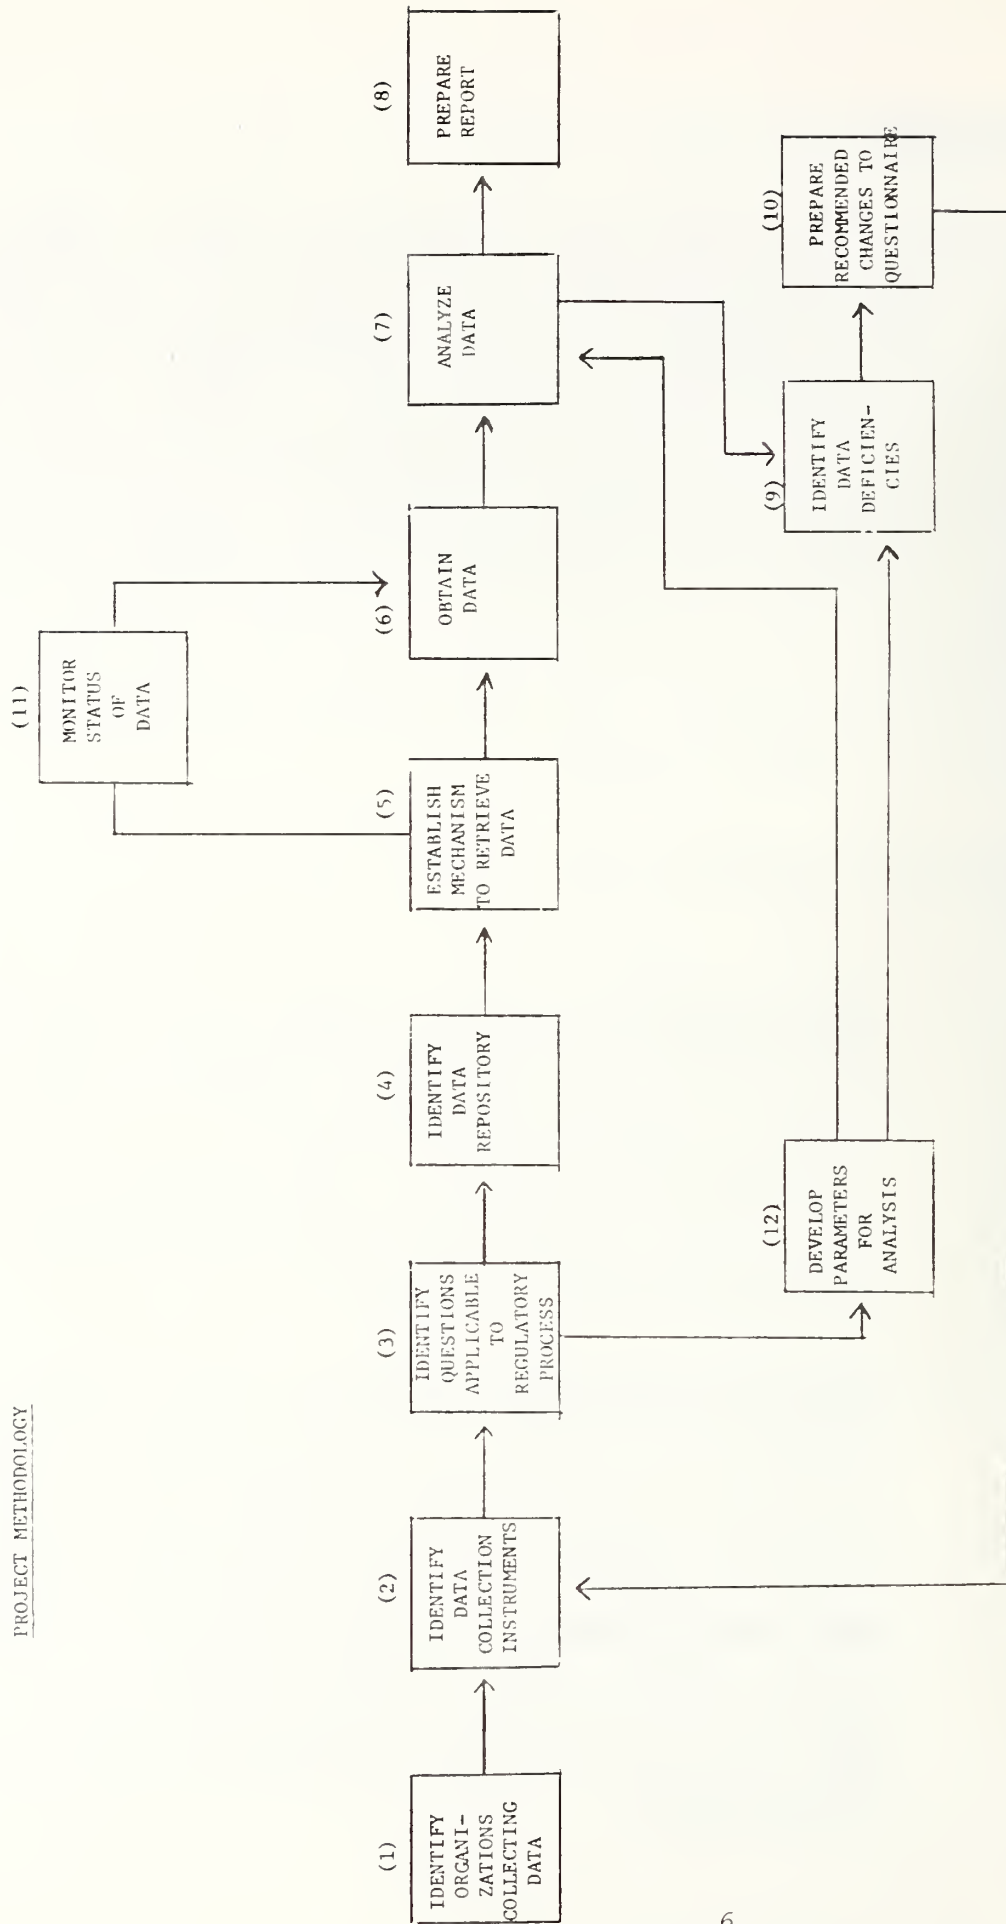 PROJECT METHODOLOGY
(11)
MONITOR
STATUS
OF
DATA
(1)
IDENTIFY
ORGANI-
ZATIONS
COLLECTING
DATA
(2)
IDENTIFY
DATA
COLLECTION
INSTRUMENTS
(3)
IDENTIFY
QUESTIONS
APPLICABLE
TO
REGULATORY
PROCESS
(4)
IDENTIFY
DATA
REPOSITORY
(5)
ESTABLISH
MECHANISM
TO RETRIEVE
DATA
(6)
OBTAIN
DATA
(7)
ANALYZE
DATA
(8)
PREPARE
REPORT
(12)
DEVELOP
PARAMETERS
FOR
ANALYSIS
(9)
IDENTIFY
DATA
DEFICIEN-
CIES
(10)
PREPARE
RECOMMENDED
CHANGES TO
QUESTIONNAIRE
6